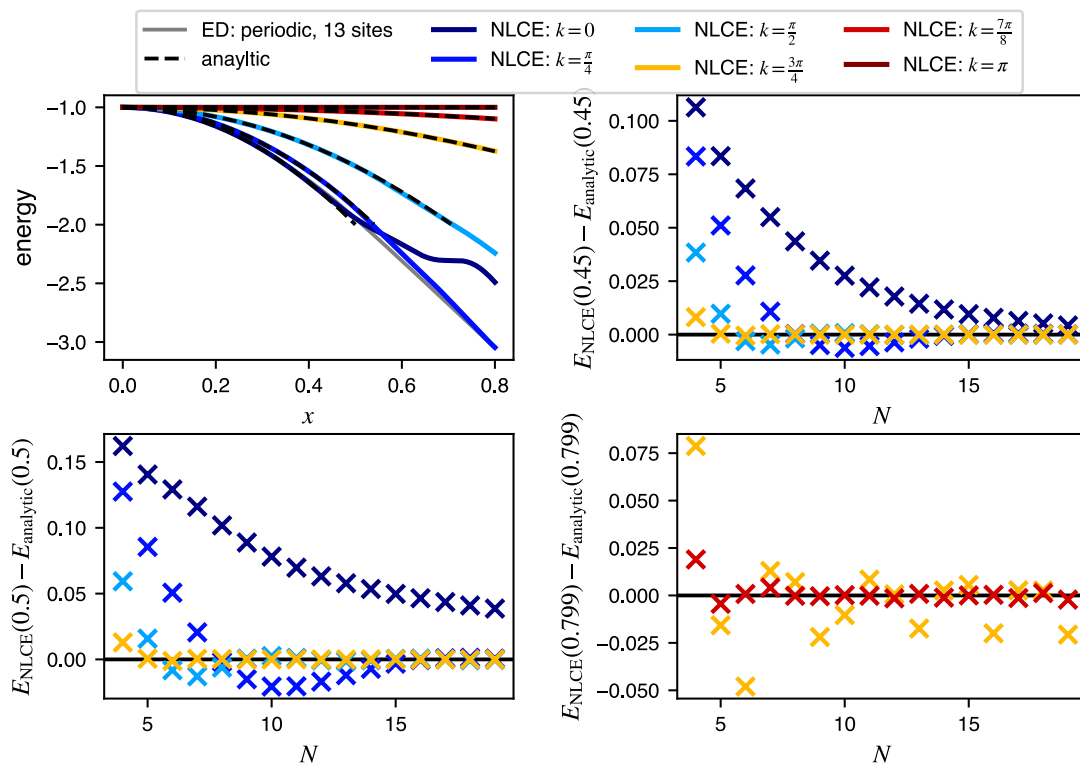 ED: periodic, 13 sites
anayltic
NLCE: k=0
NLCE: k=π/4
NLCE: k=π/2
NLCE: k=3π/4
NLCE: k=7π/8
NLCE: k=π
energy
−1.0
−1.5
−2.0
−2.5
−3.0
0.0 0.2 0.4 0.6 0.8
x
E_NLCE(0.45) − E_analytic(0.45)
0.100
0.075
0.050
0.025
0.000
5 10 15
N
E_NLCE(0.5) − E_analytic(0.5)
0.15
0.10
0.05
0.00
5 10 15
N
E_NLCE(0.799) − E_analytic(0.799)
0.075
0.050
0.025
0.000
−0.025
−0.050
5 10 15
N